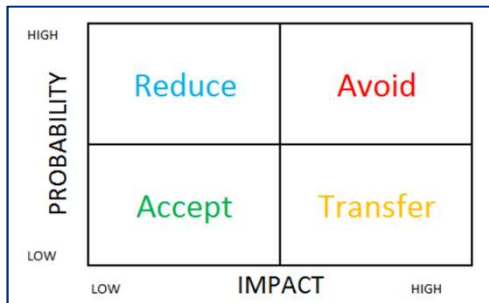 HIGH
Reduce
Avoid
PROBABILITY
Accept
Transfer
LOW
LOW
IMPACT
HIGH